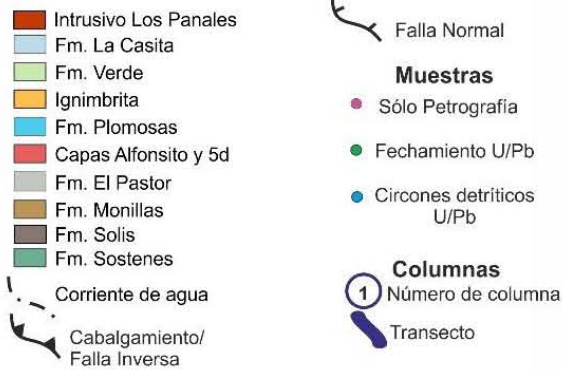 Intrusivo Los Panales
Fm. La Casita
Fm. Verde
Ignimbrita
Fm. Plomosas
Capas Alfonsito y 5d
Fm. El Pastor
Fm. Monillas
Fm. Solis
Fm. Sostenes
Corriente de agua
Cabalgamiento/
Falla Inversa
Falla Normal
Muestras
Sólo Petrografía
Fechamiento U/Pb
Circones detríticos
U/Pb
Columnas
1 Número de columna
Transecto